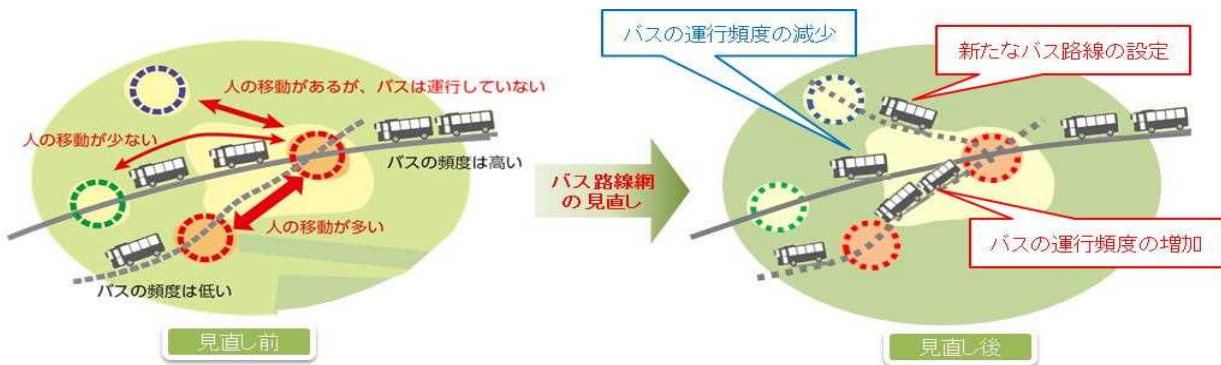 人の移動があるが、バスは運行していない
人の移動が少ない
バスの頻度は高い
人の移動が多い
バスの頻度は低い
見直し前
バス路線網
の見直し
バスの運行頻度の減少
新たなバス路線の設定
バスの運行頻度の増加
見直し後